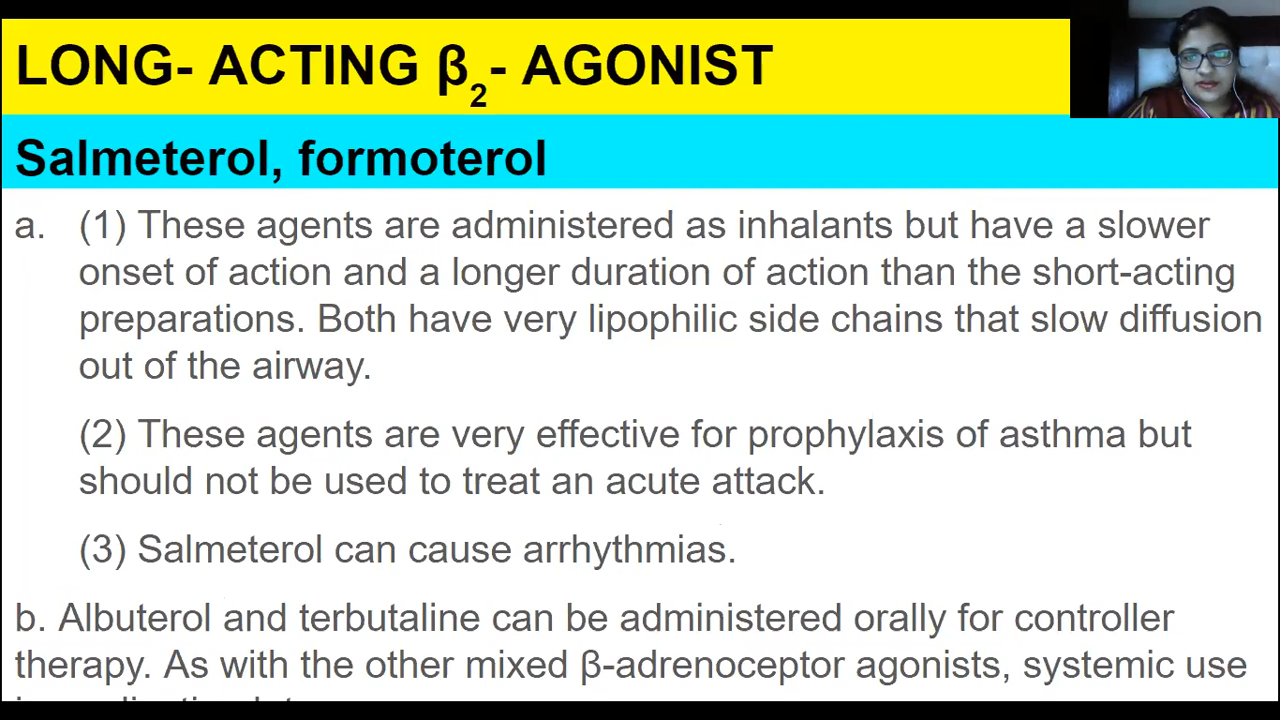 LONG- ACTING β2- AGONIST
Salmeterol, formoterol
a. (1) These agents are administered as inhalants but have a slower
onset of action and a longer duration of action than the short-acting
preparations. Both have very lipophilic side chains that slow diffusion
out of the airway.
(2) These agents are very effective for prophylaxis of asthma but
should not be used to treat an acute attack.
(3) Salmeterol can cause arrhythmias.
b. Albuterol and terbutaline can be administered orally for controller
therapy. As with the other mixed β-adrenoceptor agonists, systemic use